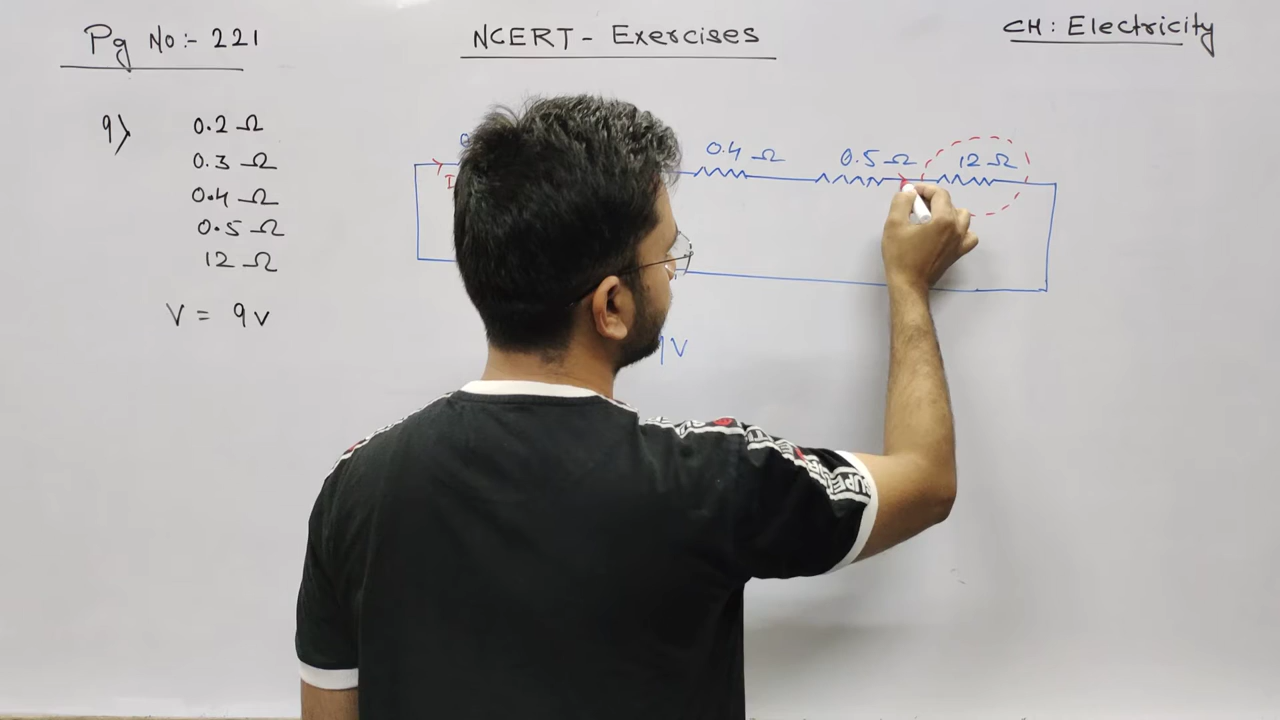 Pg No:- 221
NCERT - Exercises
CH: Electricity
9)
0.2 Ω
0.3 Ω
0.4 Ω
0.5 Ω
12 Ω
V = 9v
I
0.4 Ω
0.5 Ω
12 Ω
9V